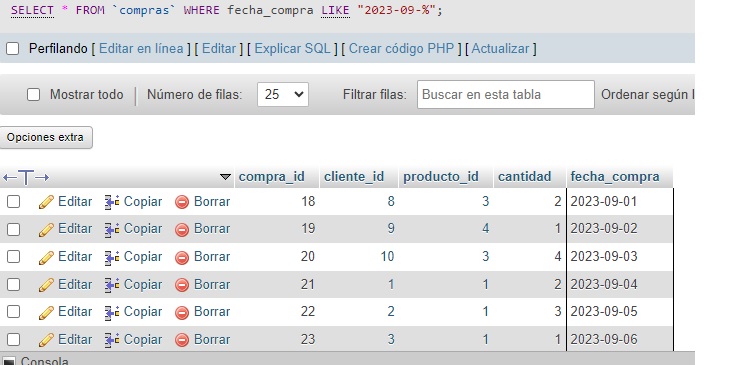 SELECT * FROM `compras` WHERE fecha_compra LIKE "2023-09-%";
Perfilando [ Editar en línea ] [ Editar ] [ Explicar SQL ] [ Crear código PHP ] [ Actualizar ]
Mostrar todo | Número de filas: 25 Filtrar filas: Buscar en esta tabla Ordenar según l
Opciones extra
compra_id cliente_id producto_id cantidad fecha_compra
Editar Copiar Borrar 18 8 3 2 2023-09-01
Editar Copiar Borrar 19 9 4 1 2023-09-02
Editar Copiar Borrar 20 10 3 4 2023-09-03
Editar Copiar Borrar 21 1 1 2 2023-09-04
Editar Copiar Borrar 22 2 1 3 2023-09-05
Editar Copiar Borrar 23 3 1 1 2023-09-06
Consola